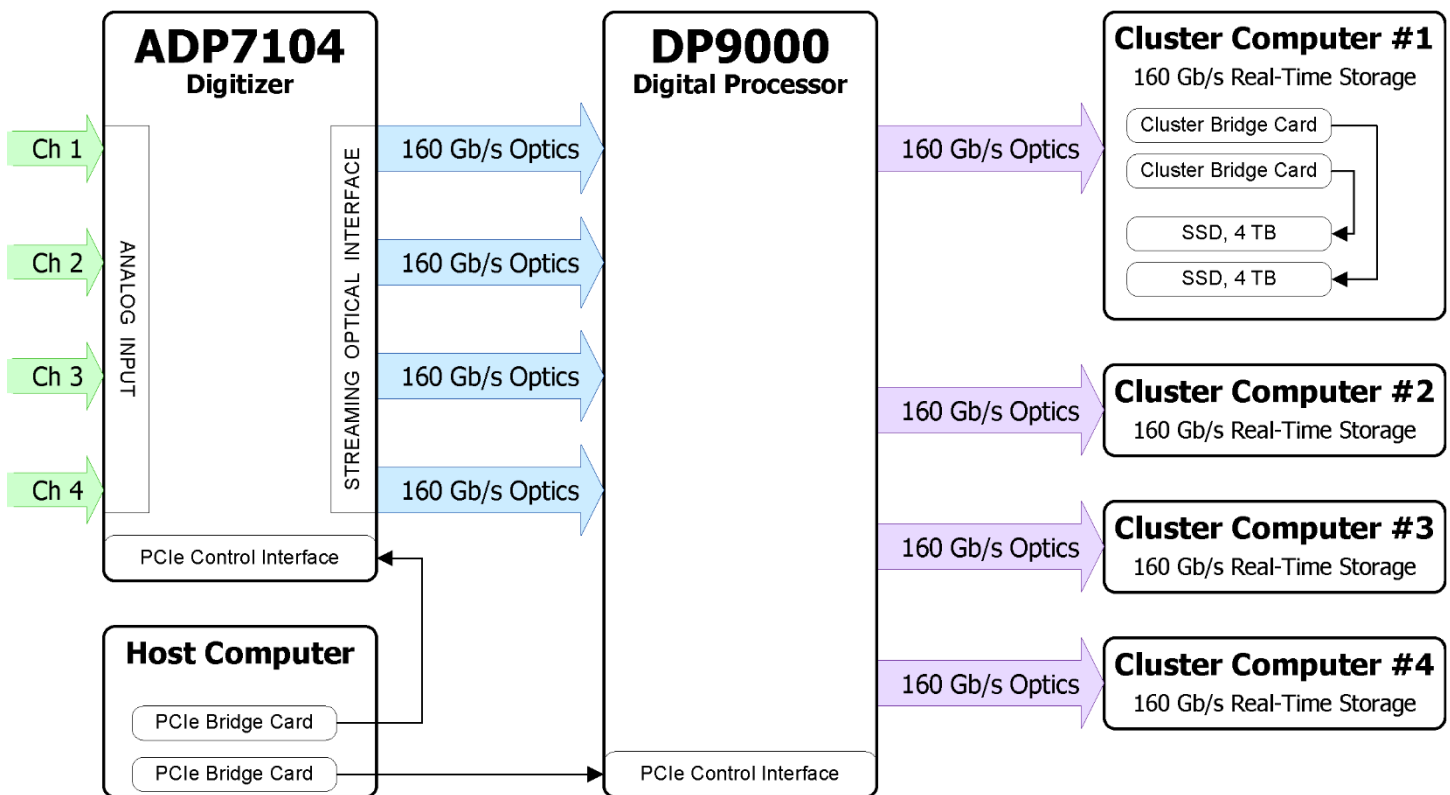 ADP7104
Digitizer
Ch 1
Ch 2
Ch 3
Ch 4
ANALOG INPUT
STREAMING OPTICAL INTERFACE
PCIe Control Interface
160 Gb/s Optics
160 Gb/s Optics
160 Gb/s Optics
160 Gb/s Optics
Host Computer
PCIe Bridge Card
PCIe Bridge Card
DP9000
Digital Processor
PCIe Control Interface
160 Gb/s Optics
160 Gb/s Optics
160 Gb/s Optics
160 Gb/s Optics
Cluster Computer #1
160 Gb/s Real-Time Storage
Cluster Bridge Card
Cluster Bridge Card
SSD, 4 TB
SSD, 4 TB
Cluster Computer #2
160 Gb/s Real-Time Storage
Cluster Computer #3
160 Gb/s Real-Time Storage
Cluster Computer #4
160 Gb/s Real-Time Storage